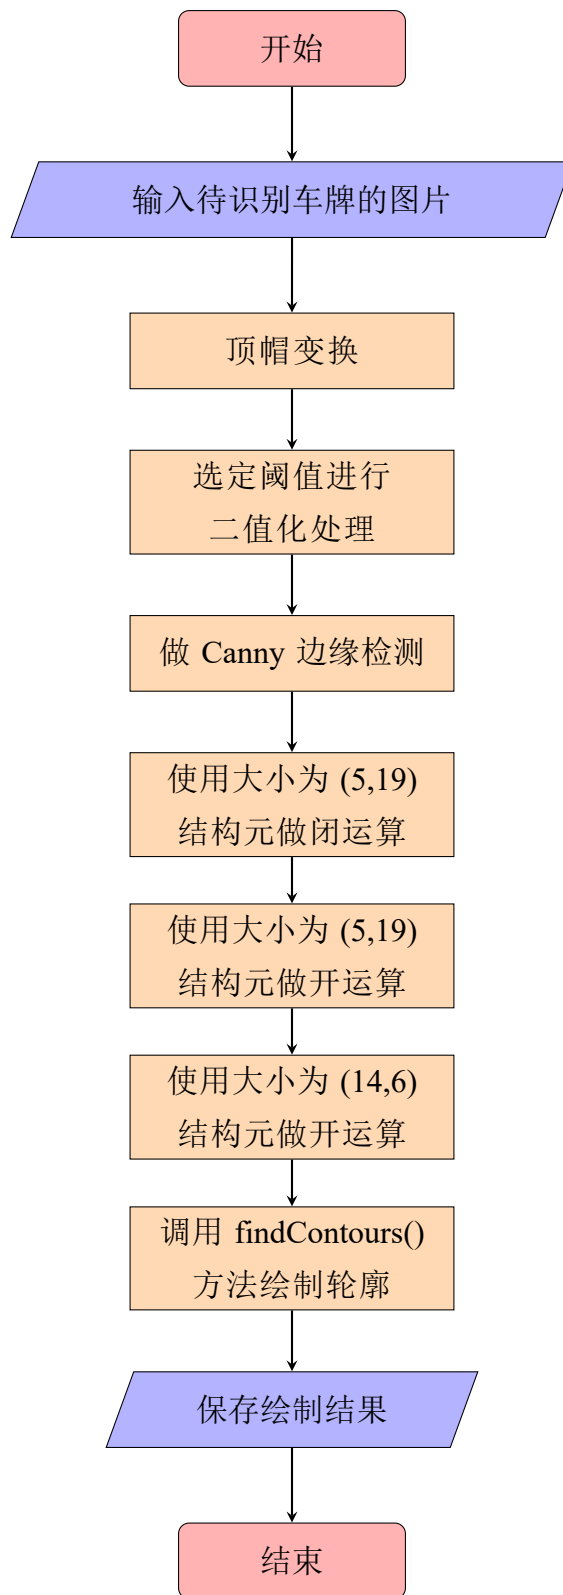 开始
输入待识别车牌的图片
顶帽变换
选定阈值进行
二值化处理
做 Canny 边缘检测
使用大小为 (5,19)
结构元做闭运算
使用大小为 (5,19)
结构元做开运算
使用大小为 (14,6)
结构元做开运算
调用 findContours()
方法绘制轮廓
保存绘制结果
结束